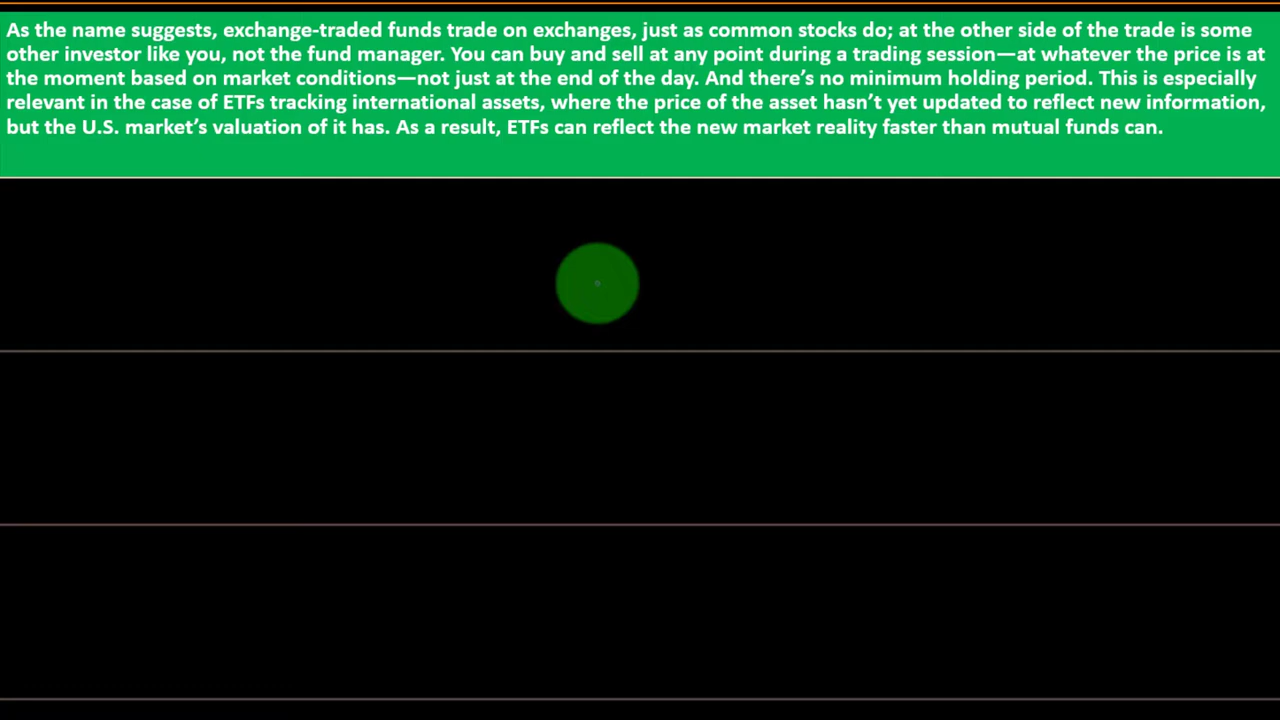 As the name suggests, exchange-traded funds trade on exchanges, just as common stocks do; at the other side of the trade is some
other investor like you, not the fund manager. You can buy and sell at any point during a trading session—at whatever the price is at
the moment based on market conditions—not just at the end of the day. And there’s no minimum holding period. This is especially
relevant in the case of ETFs tracking international assets, where the price of the asset hasn’t yet updated to reflect new information,
but the U.S. market’s valuation of it has. As a result, ETFs can reflect the new market reality faster than mutual funds can.